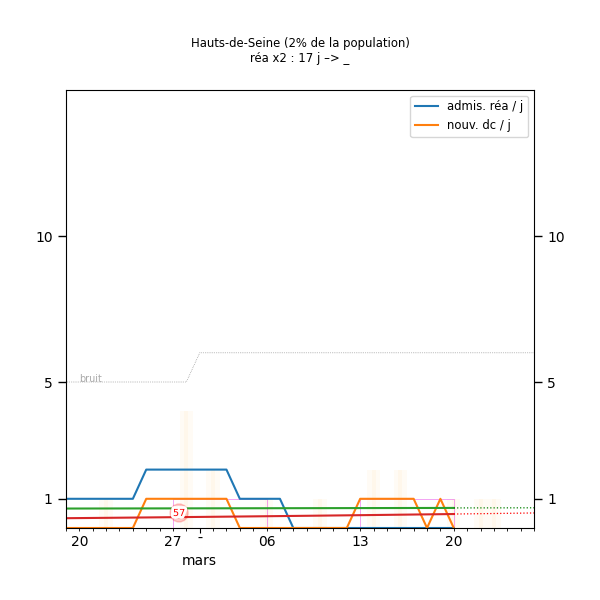 Hauts-de-Seine (2% de la population)
réa x2 : 17 j –> _
admis. réa / j
nouv. dc / j
10 10
bruit
5 5
1 1
57
20 27 - 06 13 20
mars